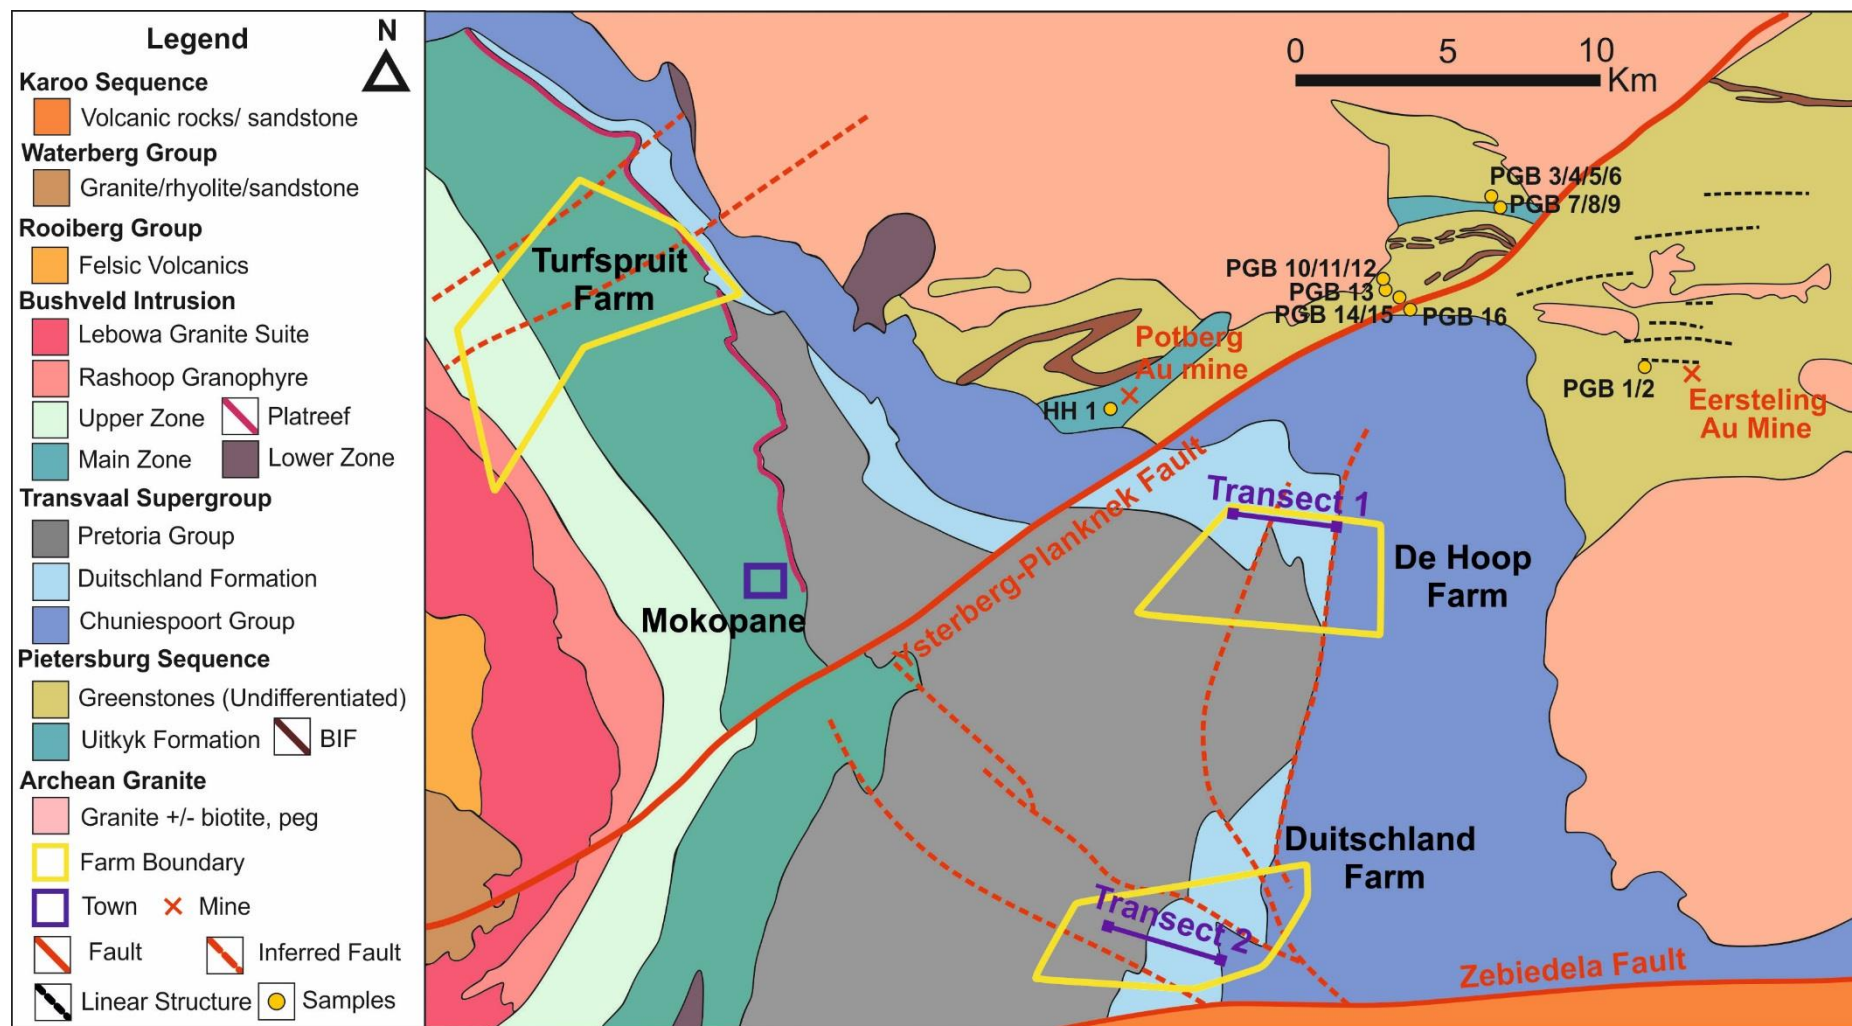 Legend
N
Karoo Sequence
Volcanic rocks/ sandstone
Waterberg Group
Granite/rhyolite/sandstone
Rooiberg Group
Felsic Volcanics
Bushveld Intrusion
Lebowa Granite Suite
Rashoop Granophyre
Upper Zone
Platreef
Main Zone
Lower Zone
Transvaal Supergroup
Pretoria Group
Duitschland Formation
Chuniespoort Group
Pietersburg Sequence
Greenstones (Undifferentiated)
Uitkyk Formation
BIF
Archean Granite
Granite +/- biotite, peg
Farm Boundary
Town
Mine
Fault
Inferred Fault
Linear Structure
Samples
0 5 10
Km
PGB 3/4/5/6
PGB 7/8/9
Turfspruit
Farm
PGB 10/11/12
PGB 13
PGB 14/15
PGB 16
Potberg
Au mine
HH 1
PGB 1/2
Eersteling
Au Mine
Ysterberg-Planknek Fault
Transect 1
De Hoop
Farm
Mokopane
Duitschland
Farm
Transect 2
Zebiedela Fault